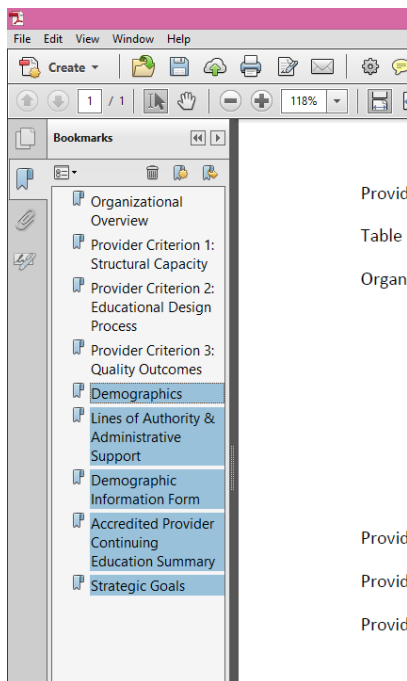 File Edit View Window Help
Create
1 / 1
118%
Bookmarks
Organizational
Overview
Provider Criterion 1:
Structural Capacity
Provider Criterion 2:
Educational Design
Process
Provider Criterion 3:
Quality Outcomes
Demographics
Lines of Authority &
Administrative
Support
Demographic
Information Form
Accredited Provider
Continuing
Education Summary
Strategic Goals
Provid
Table
Organ
Provid
Provid
Provid